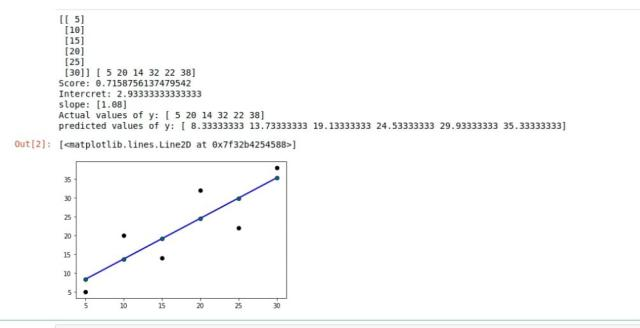 [[ 5]
[10]
[15]
[20]
[25]
[30]] [ 5 20 14 32 22 38]
Score: 0.7158756137479542
Intercret: 2.93333333333333
slope: [1.08]
Actual values of y: [ 5 20 14 32 22 38]
predicted values of y: [ 8.33333333 13.73333333 19.13333333 24.53333333 29.93333333 35.33333333]
Out[2]: [<matplotlib.lines.Line2D at 0x7f32b4254588>]
35
30
25
20
15
10
5
5 10 15 20 25 30